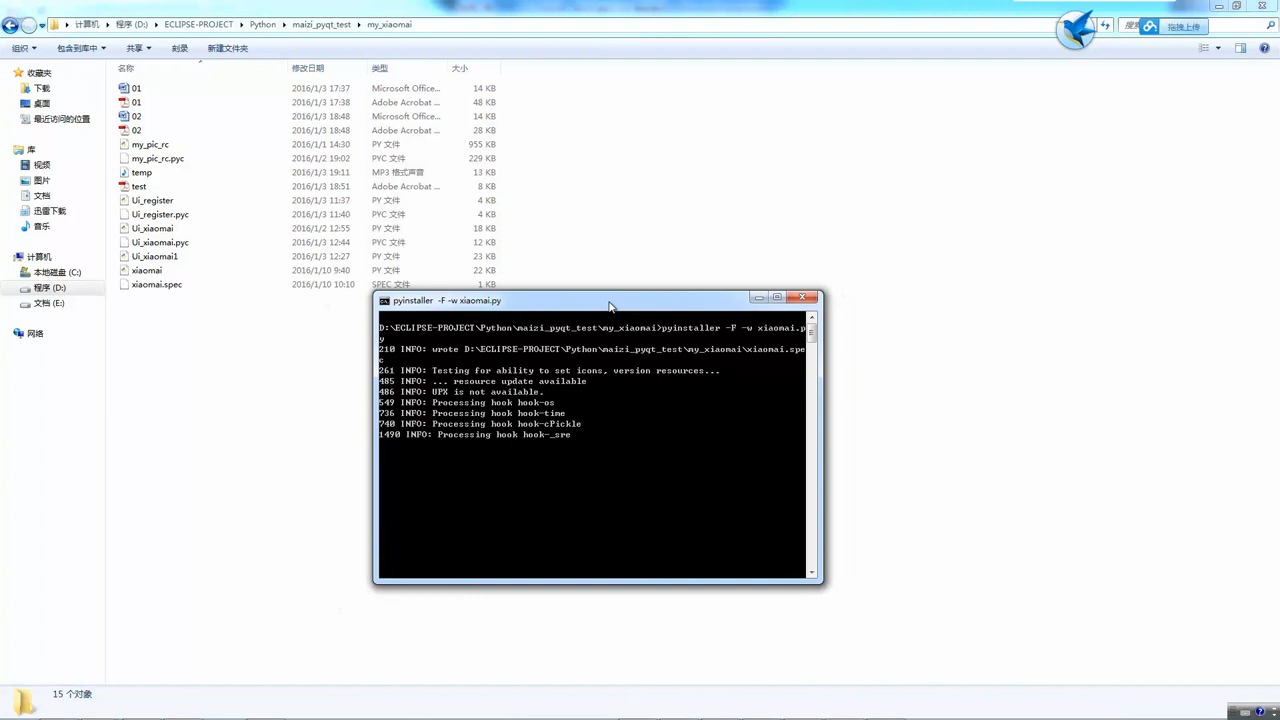 计算机 ▸ 程序 (D:) ▸ ECLIPSE-PROJECT ▸ Python ▸ maizi_pyqt_test ▸ my_xiaomai
拖拽上传
组织 包含到库中 共享 刻录 新建文件夹
收藏夹
下载
桌面
最近访问的位置
库
视频
图片
文档
迅雷下载
音乐
计算机
本地磁盘 (C:)
程序 (D:)
文档 (E:)
网络
名称 修改日期 类型 大小
01 2016/1/3 17:37 Microsoft Office... 14 KB
01 2016/1/3 17:38 Adobe Acrobat ... 48 KB
02 2016/1/3 18:48 Microsoft Office... 14 KB
02 2016/1/3 18:48 Adobe Acrobat ... 28 KB
my_pic_rc 2016/1/1 14:30 PY 文件 955 KB
my_pic_rc.pyc 2016/1/2 19:02 PYC 文件 229 KB
temp 2016/1/3 19:11 MP3 格式声音 13 KB
test 2016/1/3 18:51 Adobe Acrobat ... 8 KB
Ui_register 2016/1/3 11:37 PY 文件 4 KB
Ui_register.pyc 2016/1/3 11:40 PYC 文件 4 KB
Ui_xiaomai 2016/1/2 12:55 PY 文件 18 KB
Ui_xiaomai.pyc 2016/1/3 12:44 PYC 文件 12 KB
Ui_xiaomai1 2016/1/3 12:27 PY 文件 23 KB
xiaomai 2016/1/10 9:40 PY 文件 22 KB
xiaomai.spec 2016/1/10 10:10 SPEC 文件 1 KB
pyinstaller -F -w xiaomai.py
D:\ECLIPSE-PROJECT\Python\maizi_pyqt_test\my_xiaomai>pyinstaller -F -w xiaomai.p
y
210 INFO: wrote D:\ECLIPSE-PROJECT\Python\maizi_pyqt_test\my_xiaomai\xiaomai.spe
c
261 INFO: Testing for ability to set icons, version resources...
485 INFO: ... resource update available
486 INFO: UPX is not available.
549 INFO: Processing hook hook-os
736 INFO: Processing hook hook-time
740 INFO: Processing hook hook-cPickle
1490 INFO: Processing hook hook-_sre
15 个对象